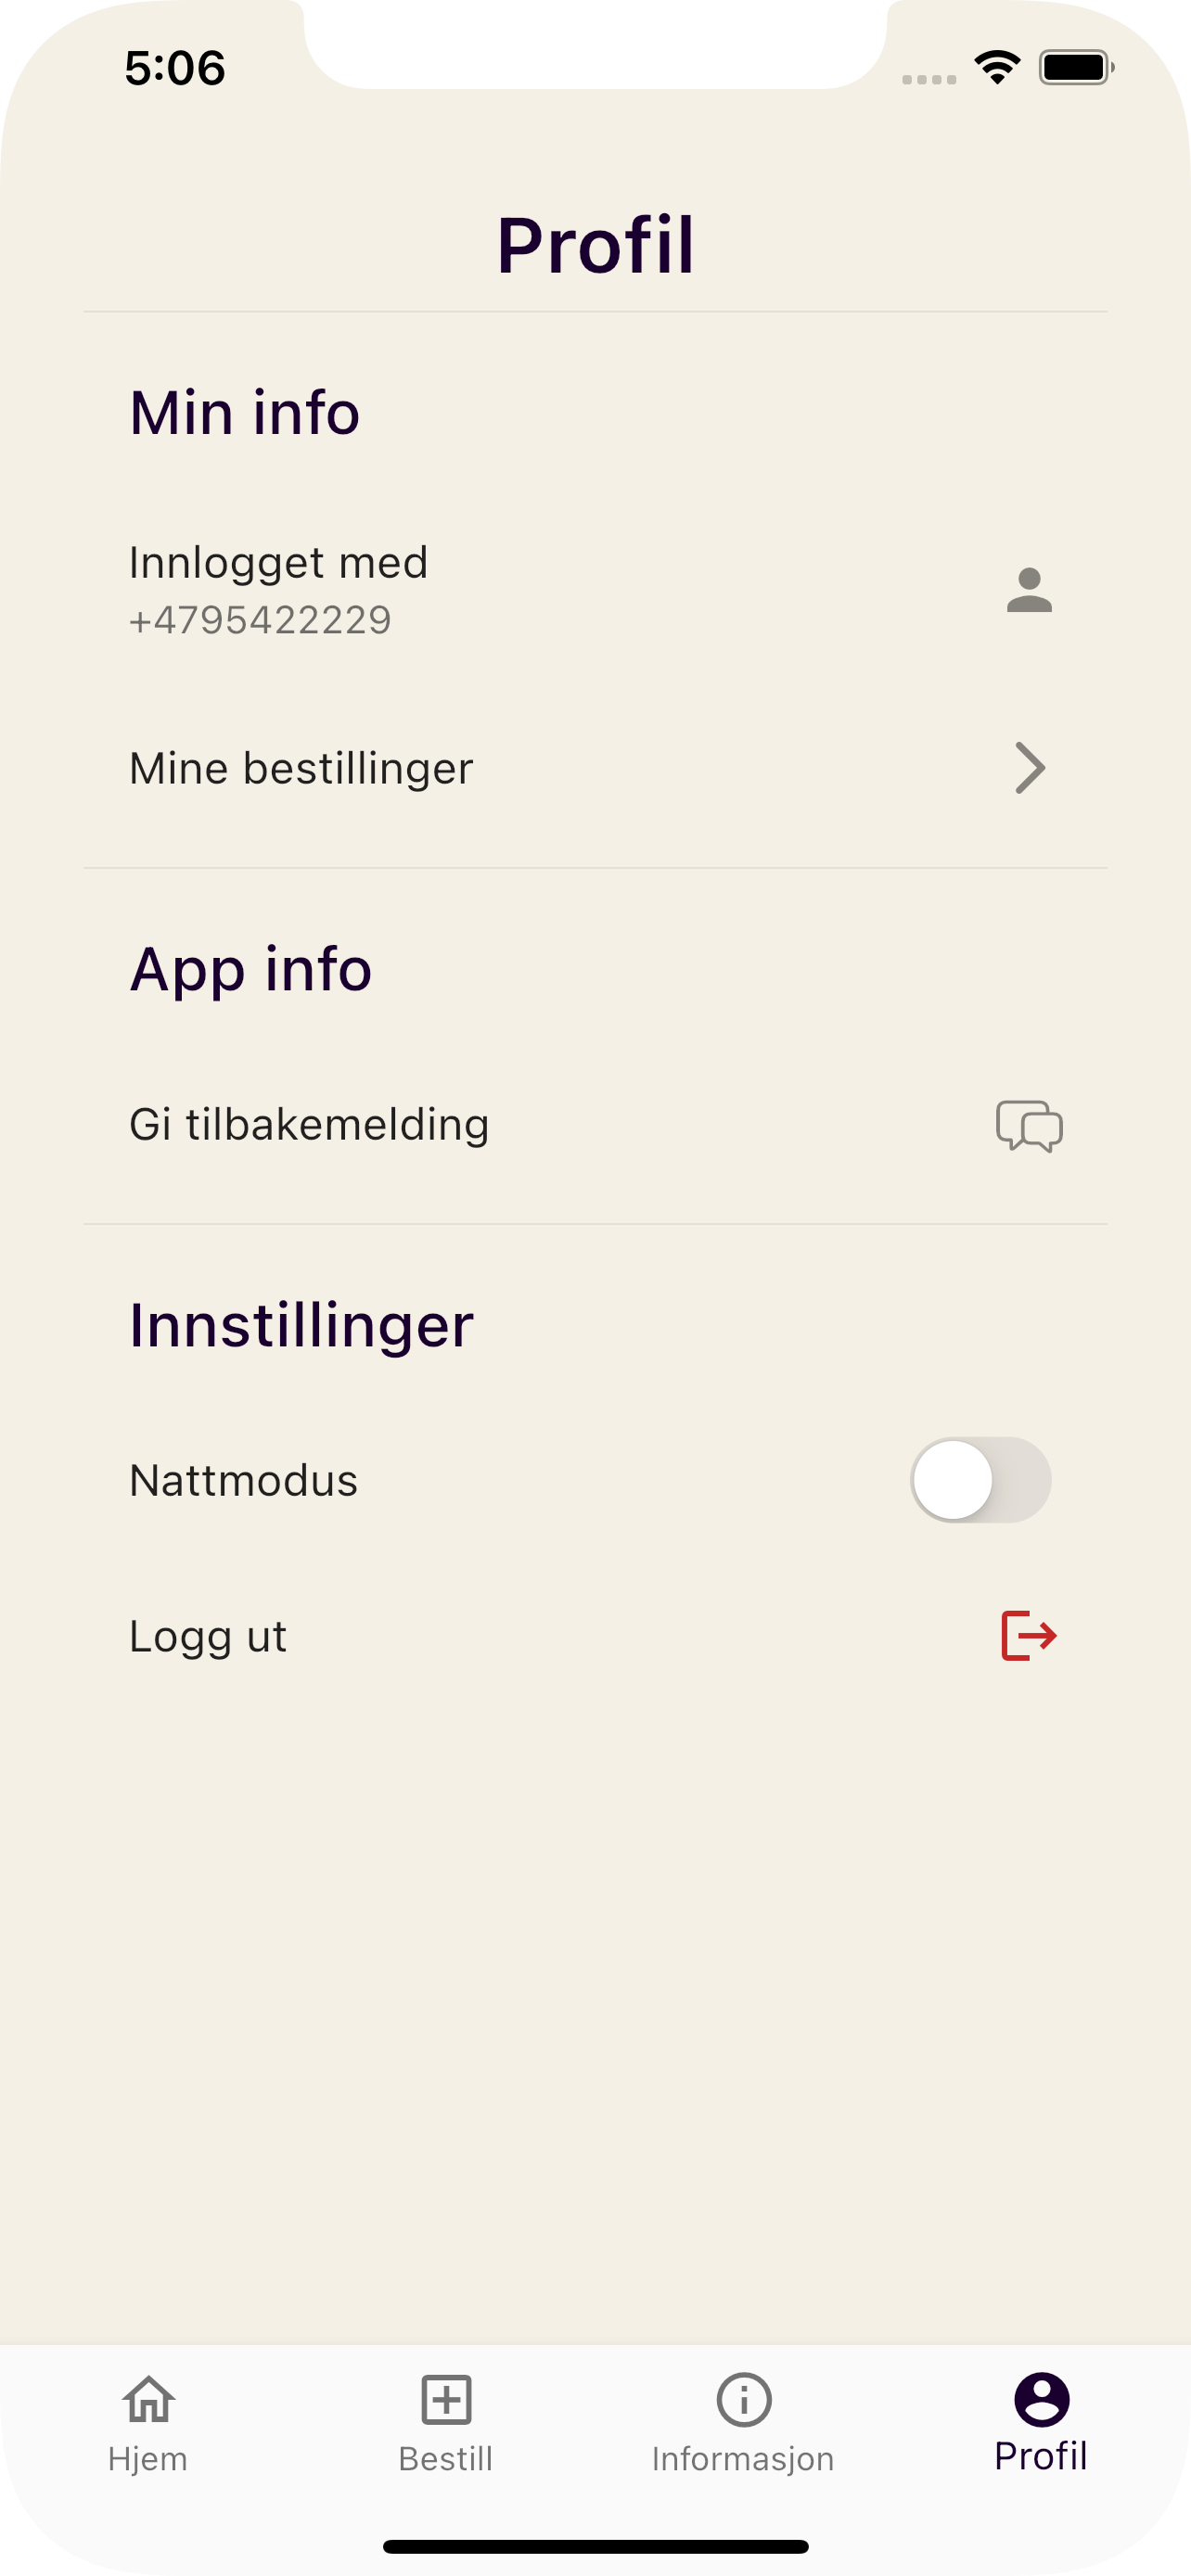 5:06
Profil
Min info
Innlogget med
+4795422229
Mine bestillinger
App info
Gi tilbakemelding
Innstillinger
Nattmodus
Logg ut
Hjem
Bestill
Informasjon
Profil